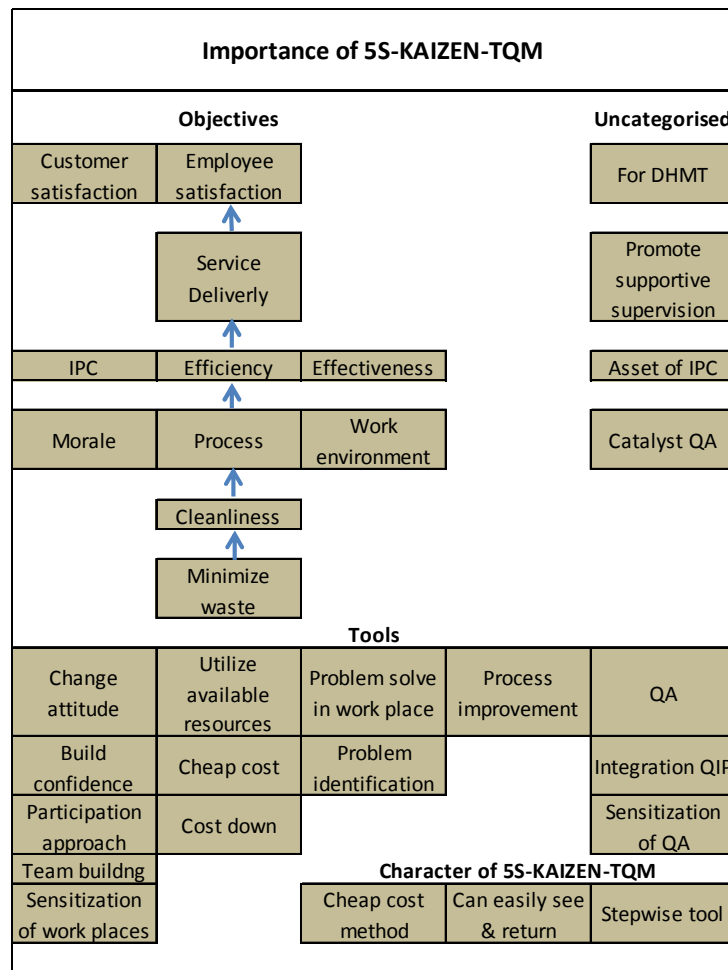 Importance of 5S-KAIZEN-TQM
Objectives
Uncategorised
Customer
satisfaction
Employee
satisfaction
For DHMT
Service
Deliverly
Promote
supportive
supervision
IPC
Efficiency
Effectiveness
Asset of IPC
Morale
Process
Work
environment
Catalyst QA
Cleanliness
Minimize
waste
Tools
Change
attitude
Utilize
available
resources
Problem solve
in work place
Process
improvement
QA
Build
confidence
Cheap cost
Problem
identification
Integration QIP
Participation
approach
Cost down
Sensitization
of QA
Team buildng
Character of 5S-KAIZEN-TQM
Sensitization
of work places
Cheap cost
method
Can easily see
& return
Stepwise tool